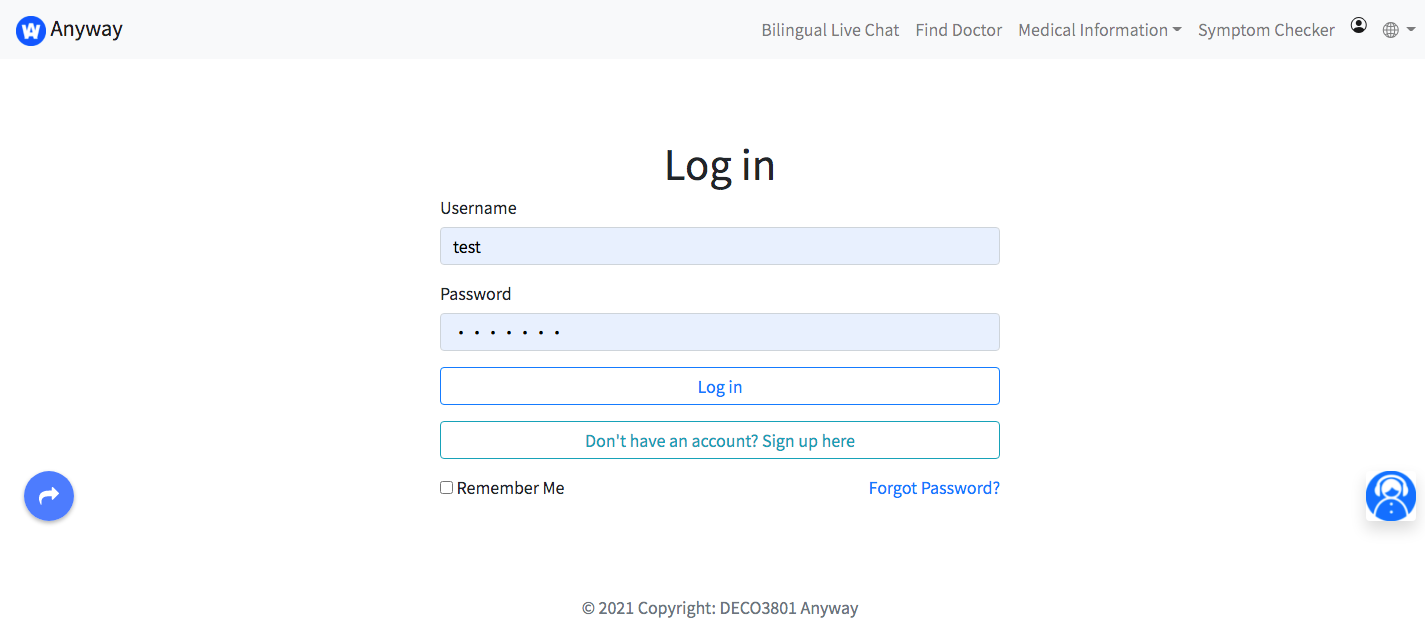 W Anyway
Bilingual Live Chat Find Doctor Medical Information Symptom Checker
Log in
Username
test
Password
•••••••
Log in
Don't have an account? Sign up here
Remember Me Forgot Password?
© 2021 Copyright: DECO3801 Anyway